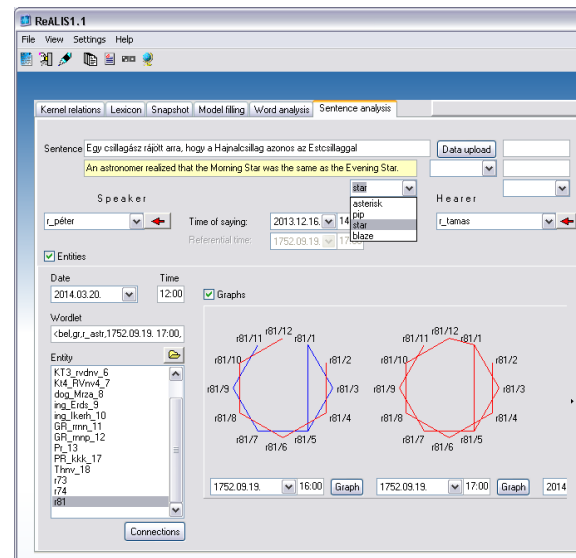 ReALIS1.1
File View Settings Help
Kernel relations Lexicon Snapshot Model filling Word analysis Sentence analysis
Sentence Egy csillagász rájött arra, hogy a Hajnalcsillag azonos az Estcsillaggal Data upload
An astronomer realized that the Morning Star was the same as the Evening Star.
star
Speaker Hearer
asterisk
pip
star
blaze
r_péter Time of saying: 2013.12.16. 14 r_tamas
Referential time: 1752.09.19. 17
Entities
Date Time
2014.03.20. 12:00 Graphs
Wordlet
<bel,gr,r_astr,1752.09.19. 17:00,
Entity
KT3_rvdnv_6
Kt4_RVnv4_7
dog_Mrza_8
ing_Erds_9
ing_lkerh_10
GR_rnnn_11
GR_mnp_12
Pr_13
PR_kkk_17
Thnv_18
r73
r74
r81
r81/12 r81/1 r81/2 r81/3 r81/4 r81/5 r81/6 r81/7 r81/8 r81/9 r81/10 r81/11
r81/12 r81/1 r81/2 r81/3 r81/4 r81/5 r81/6 r81/7 r81/8 r81/9 r81/10 r81/11
1752.09.19. 16:00 Graph 1752.09.19. 17:00 Graph 2014
Connections